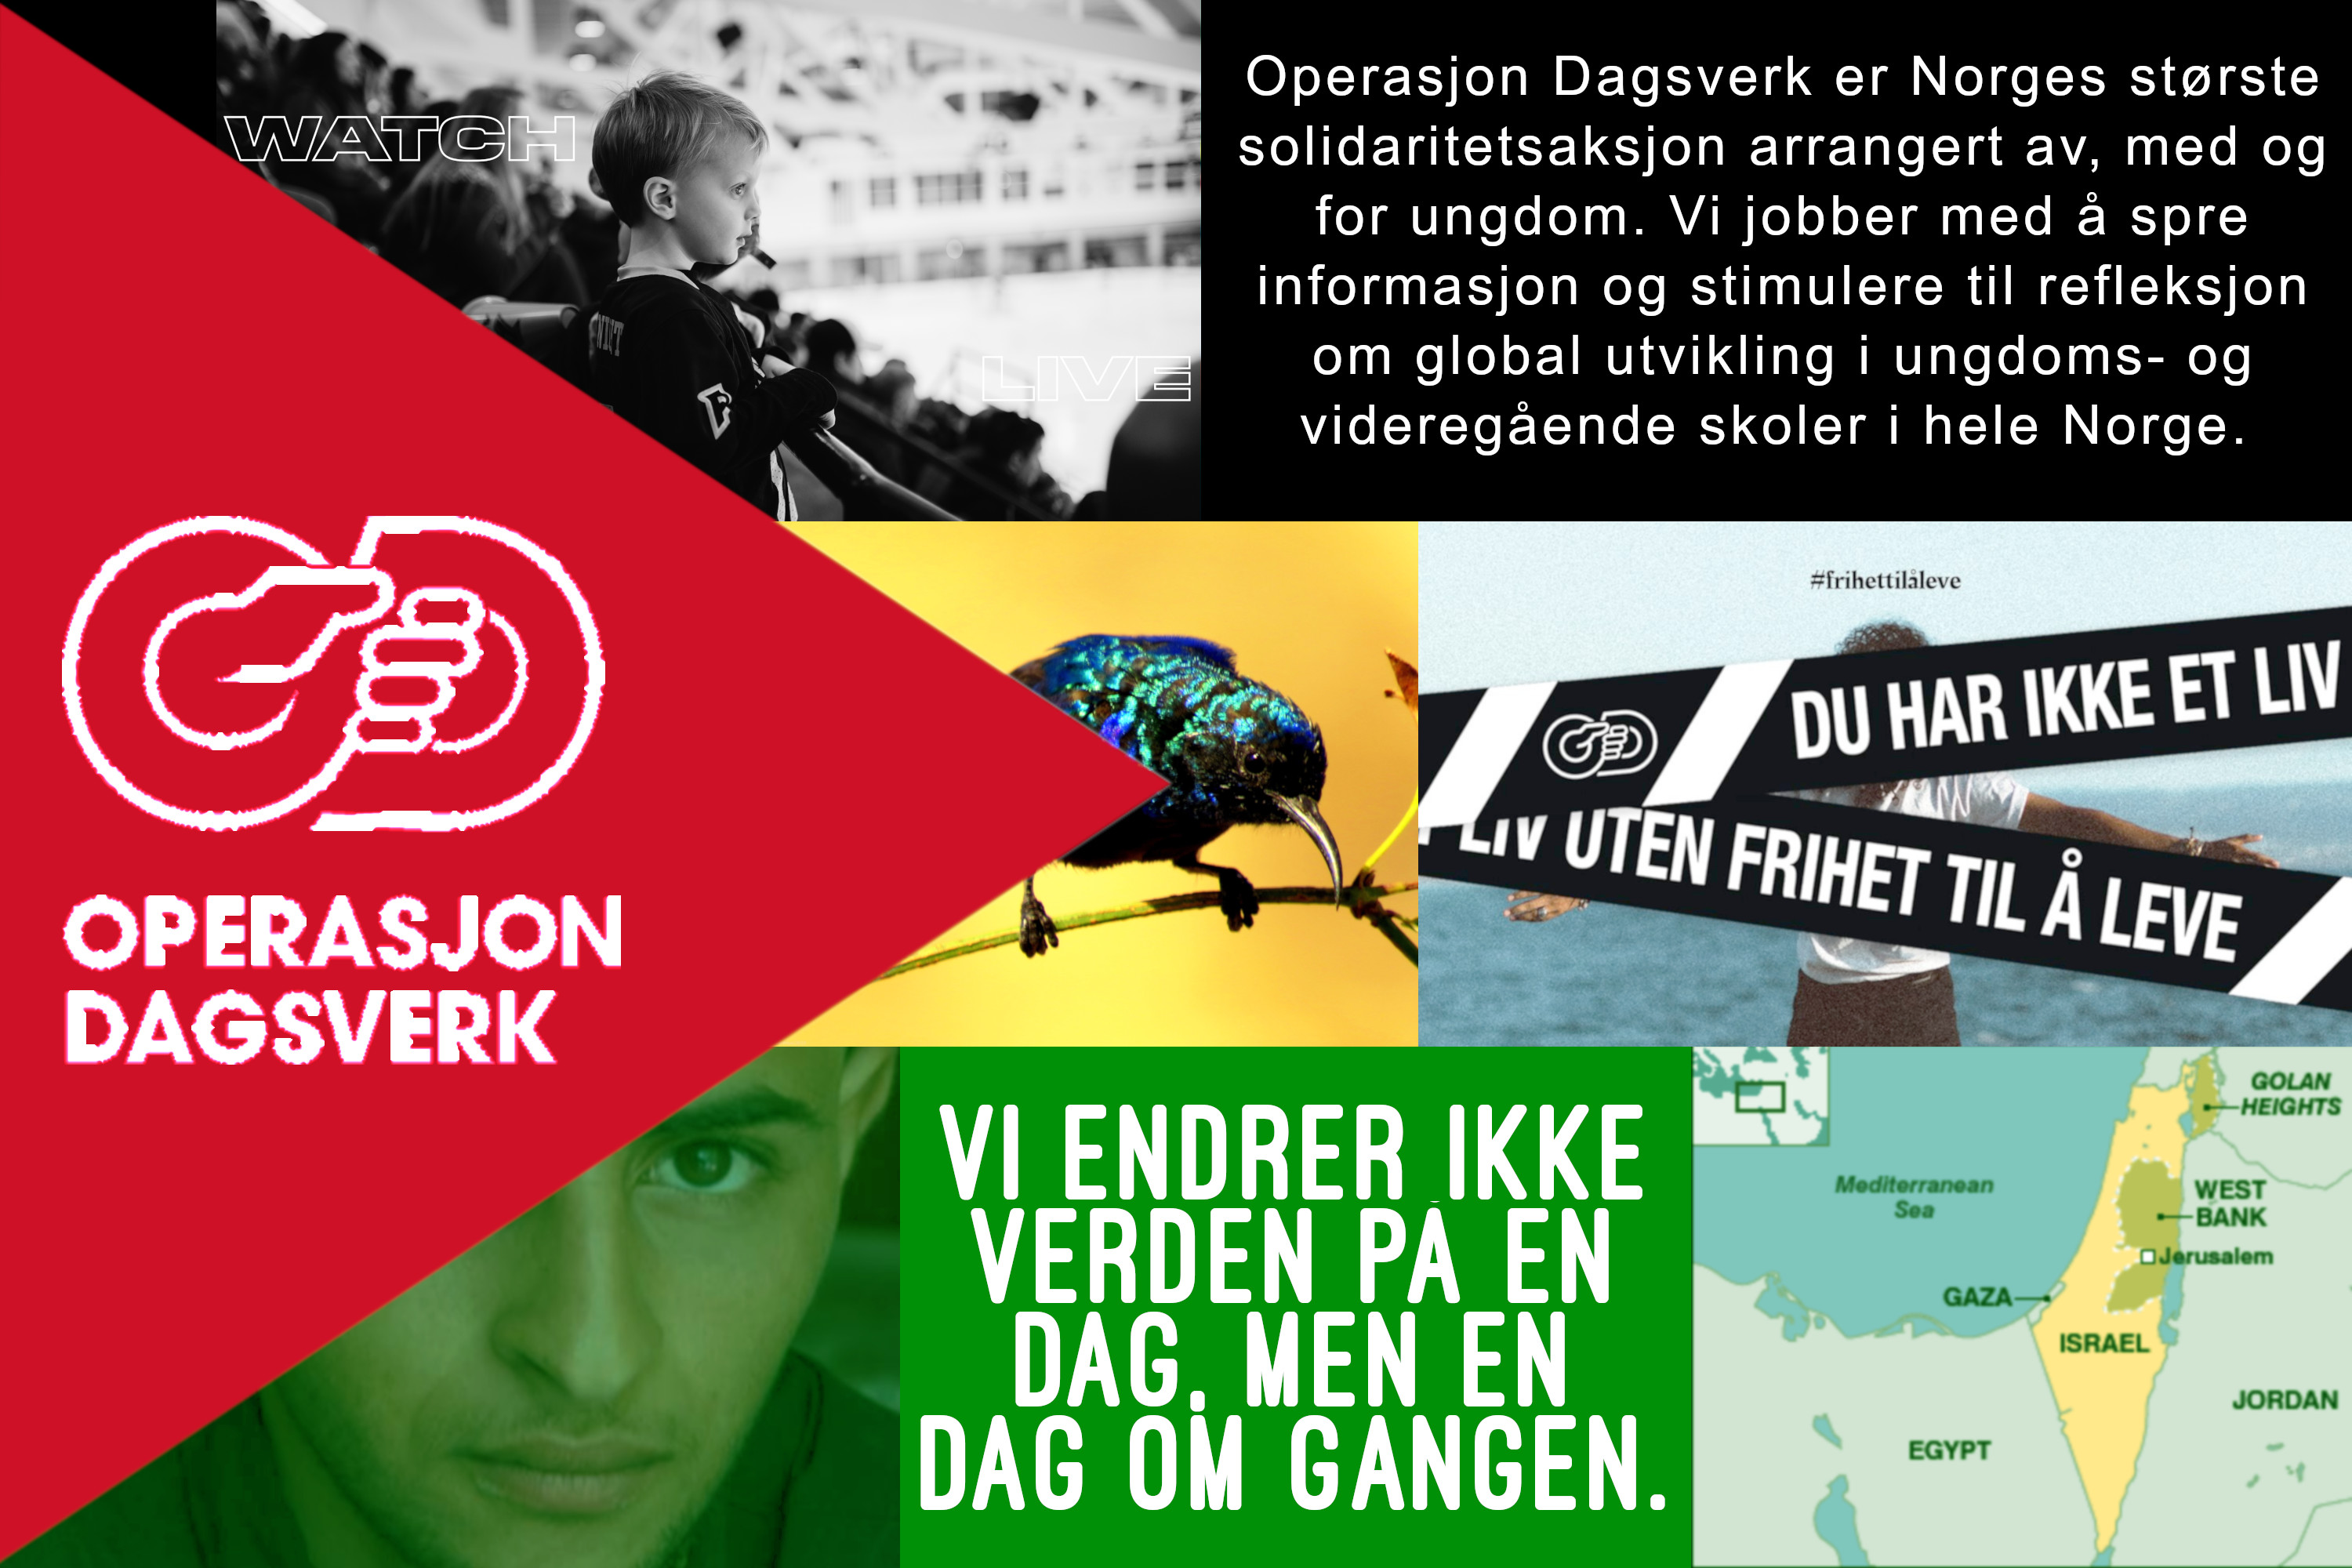 WATCH
LIVE
Operasjon Dagsverk er Norges største
solidaritetsaksjon arrangert av, med og
for ungdom. Vi jobber med å spre
informasjon og stimulere til refleksjon
om global utvikling i ungdoms- og
videregående skoler i hele Norge.
OPERASJON
DAGSVERK
#frihettilåleve
DU HAR IKKE ET LIV
LIV UTEN FRIHET TIL Å LEVE
VI ENDRER IKKE
VERDEN PÅ EN
DAG, MEN EN
DAG OM GANGEN.
GOLAN
HEIGHTS
Mediterranean
Sea
WEST
BANK
Jerusalem
GAZA
ISRAEL
JORDAN
EGYPT